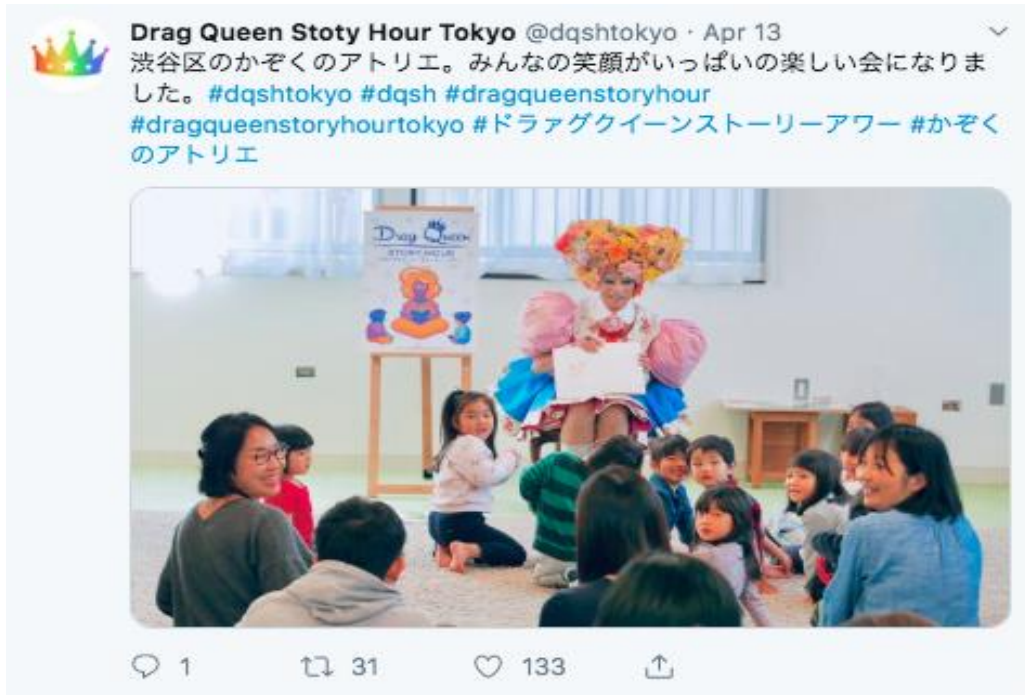 Drag Queen Stoty Hour Tokyo @dqshtokyo · Apr 13
渋谷区のかぞくのアトリエ。みんなの笑顔がいっぱいの楽しい会になりま
した。#dqshtokyo #dqsh #dragqueenstoryhour
#dragqueenstoryhourtokyo #ドラァグクイーンストーリーアワー #かぞく
のアトリエ
Drag Queen
STORY HOUR
1 31 133